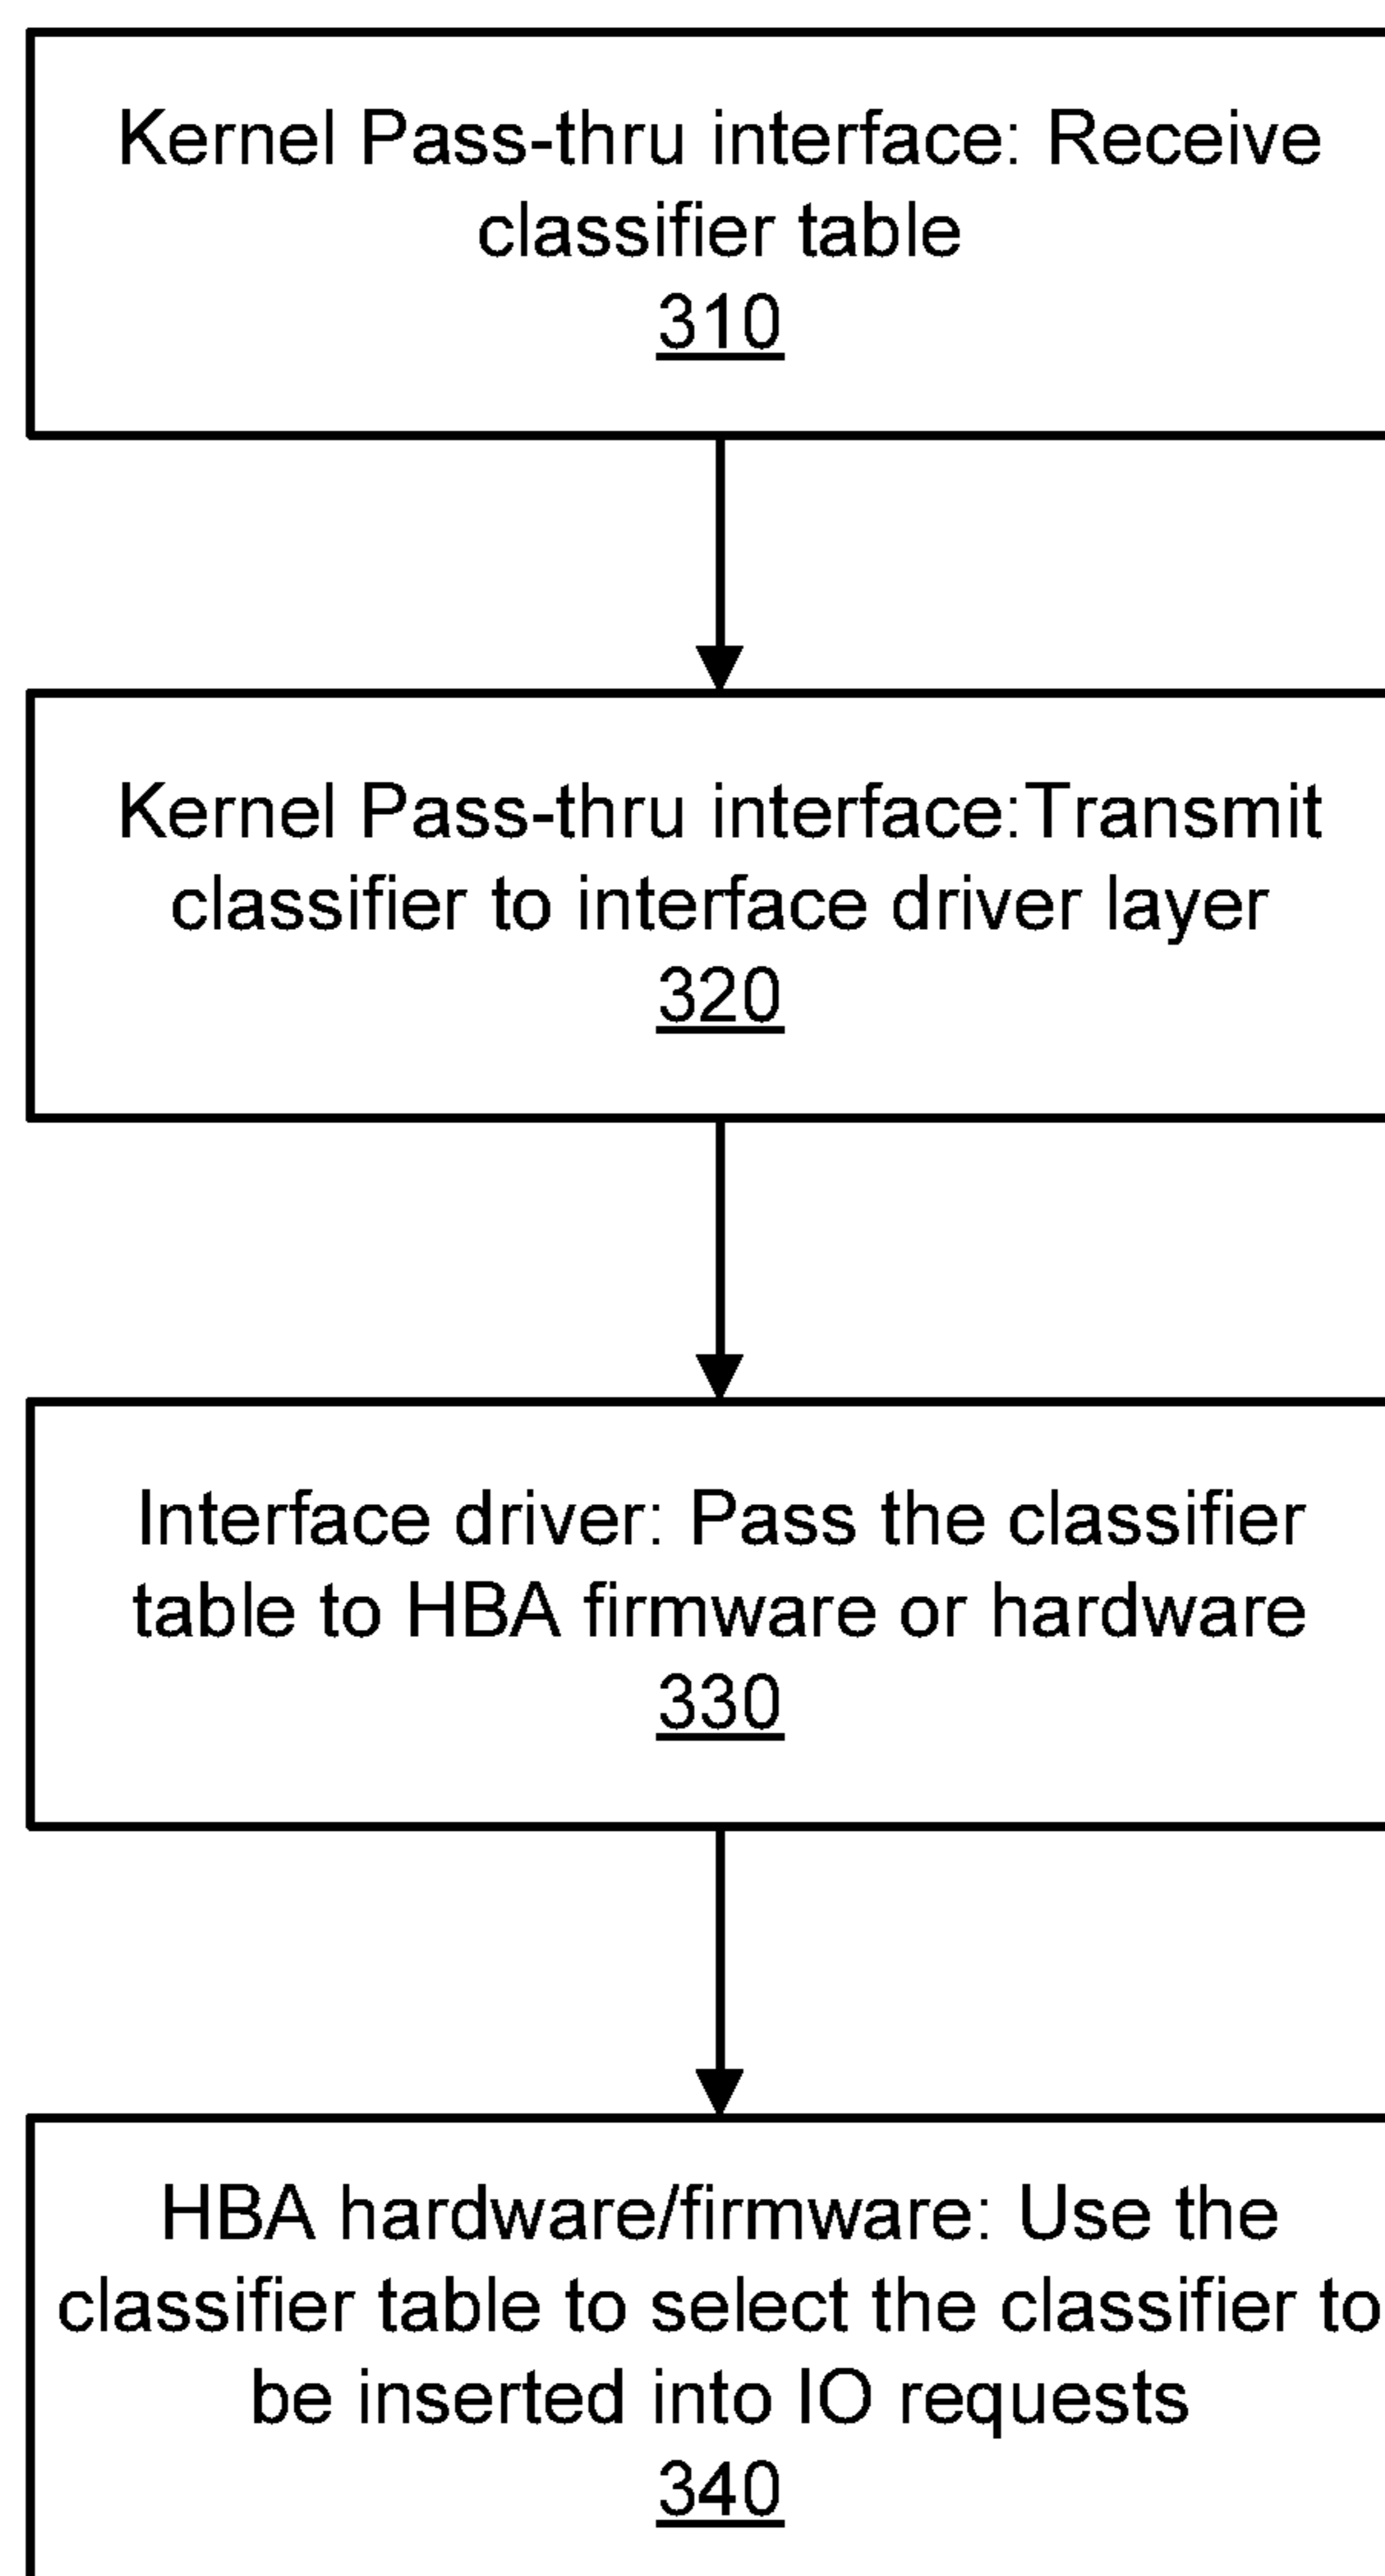 Kernel Pass-thru interface: Receive
classifier table
310
Kernel Pass-thru interface:Transmit
classifier to interface driver layer
320
Interface driver: Pass the classifier
table to HBA firmware or hardware
330
HBA hardware/firmware: Use the
classifier table to select the classifier to
be inserted into IO requests
340